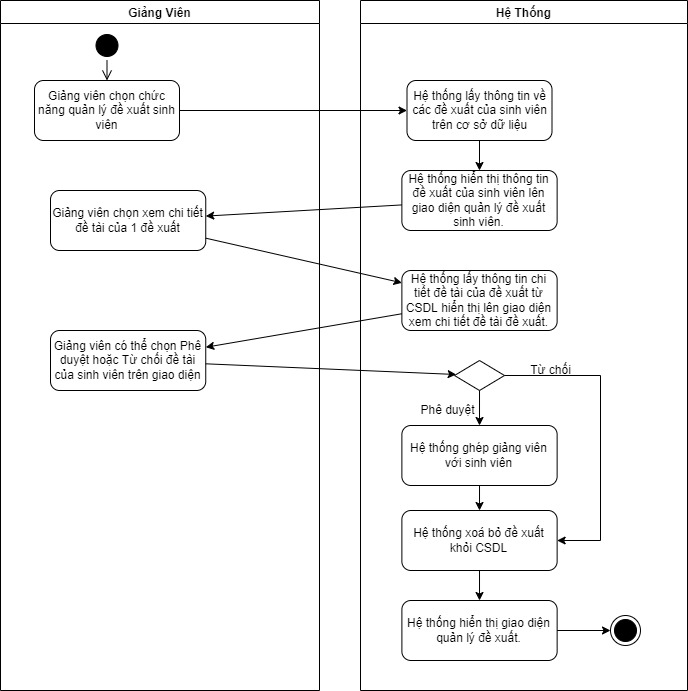 Giảng Viên
Hệ Thống
Giảng viên chọn chức
năng quản lý đề xuất sinh
viên
Hệ thống lấy thông tin về
các đề xuất của sinh viên
trên cơ sở dữ liệu
Hệ thống hiển thị thông tin
đề xuất của sinh viên lên
giao diện quản lý đề xuất
sinh viên.
Giảng viên chọn xem chi tiết
đề tài của 1 đề xuất
Hệ thống lấy thông tin chi
tiết đề tài của đề xuất từ
CSDL hiển thị lên giao diện
xem chi tiết đề tài đề xuất.
Giảng viên có thể chọn Phê
duyệt hoặc Từ chối đề tài
của sinh viên trên giao diện
Từ chối
Phê duyệt
Hệ thống ghép giảng viên
với sinh viên
Hệ thống xoá bỏ đề xuất
khỏi CSDL
Hệ thống hiển thị giao diện
quản lý đề xuất.